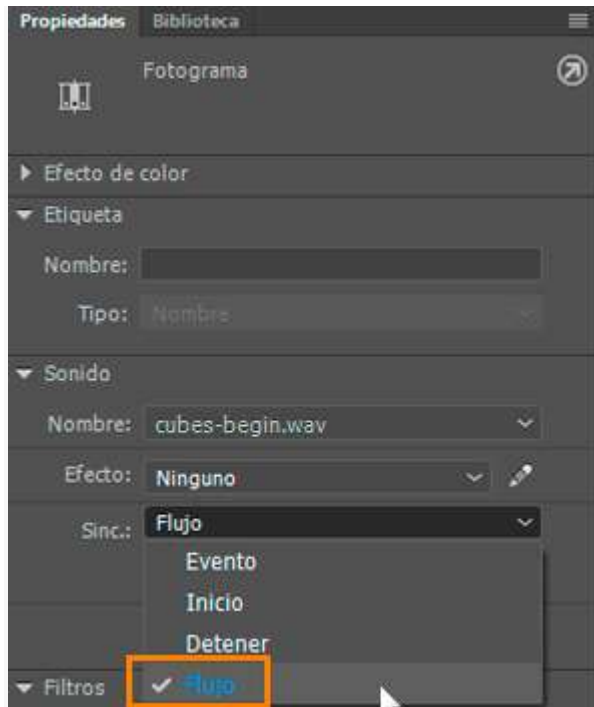 Propiedades Biblioteca
Fotograma
Efecto de color
Etiqueta
Nombre:
Tipo: Nombre
Sonido
Nombre: cubes-begin.wav
Efecto: Ninguno
Sinc.: Flujo
Evento
Inicio
Detener
Filtros Flujo